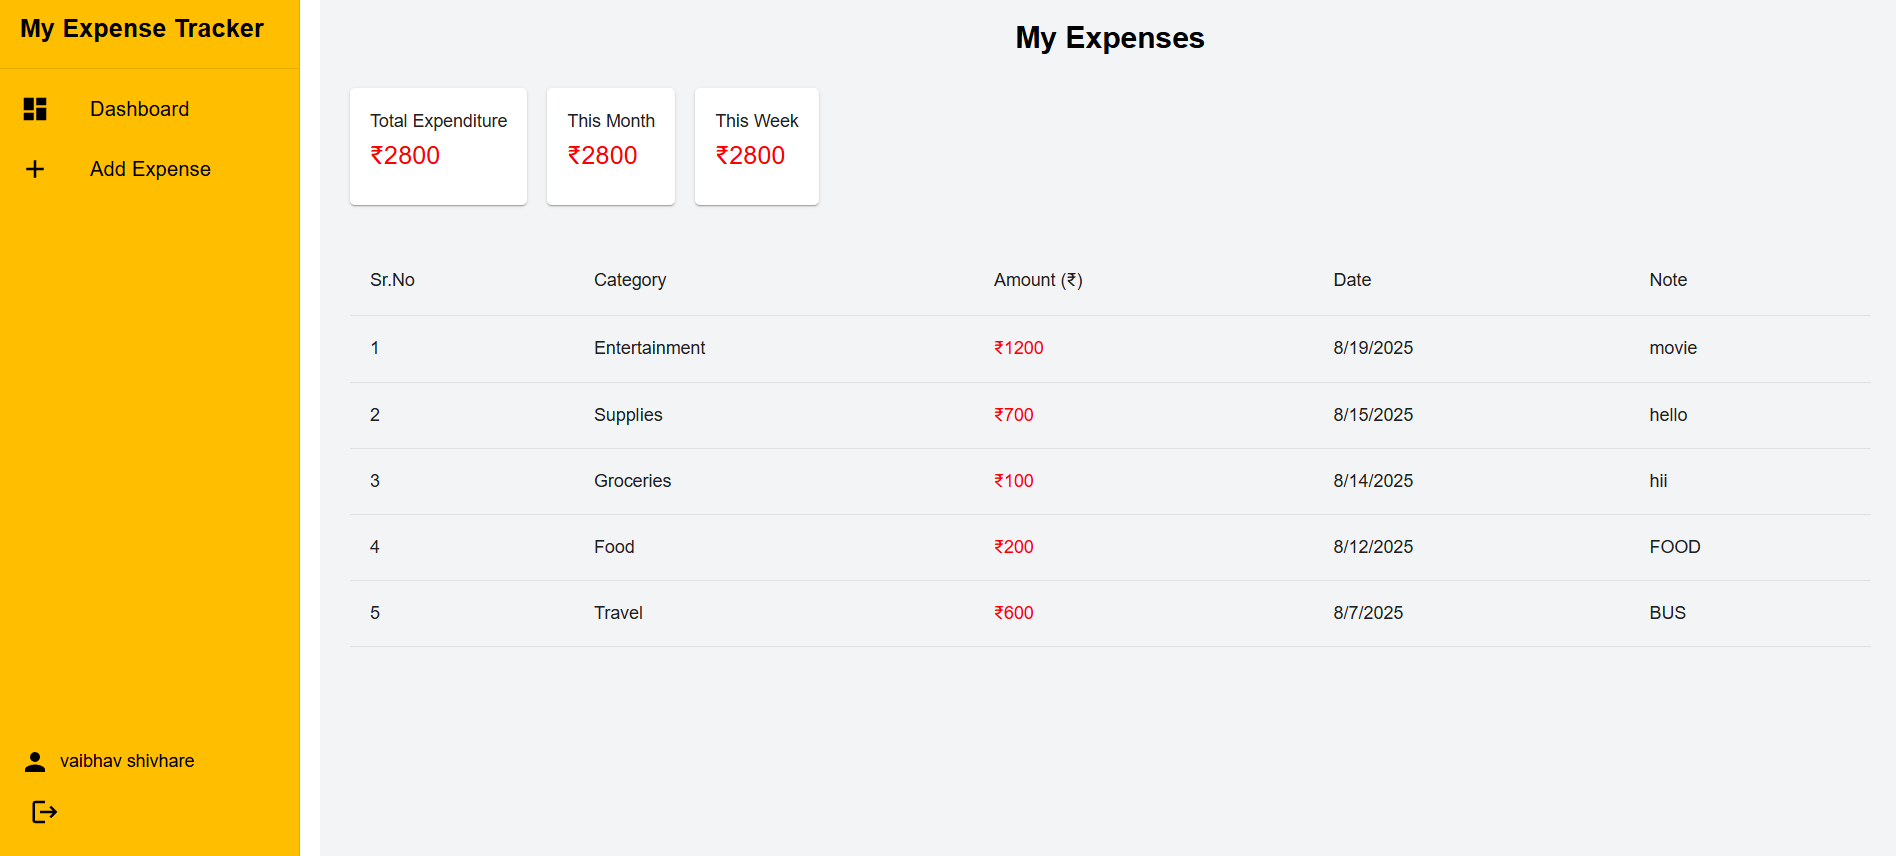 My Expense Tracker
Dashboard
Add Expense
vaibhav shivhare
My Expenses
Total Expenditure This Month This Week
₹2800 ₹2800 ₹2800
Sr.No Category Amount (₹) Date Note
1 Entertainment ₹1200 8/19/2025 movie
2 Supplies ₹700 8/15/2025 hello
3 Groceries ₹100 8/14/2025 hii
4 Food ₹200 8/12/2025 FOOD
5 Travel ₹600 8/7/2025 BUS